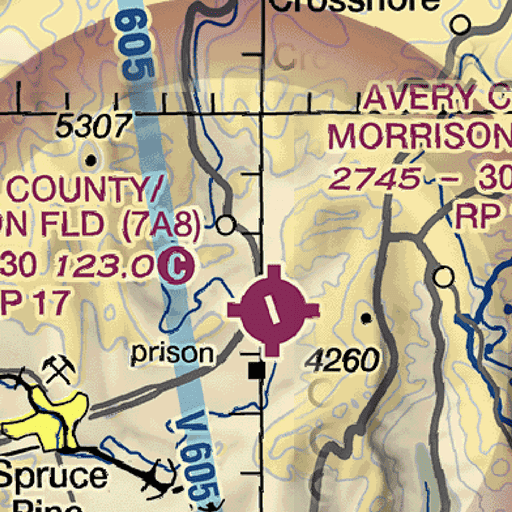 Crossnore
605
5307
AVERY C
MORRISON
2745 - 30
RP
COUNTY/
ON FLD (7A8)
30 123.0 C
P 17
prison
4260
V 605
Spruce
Pine